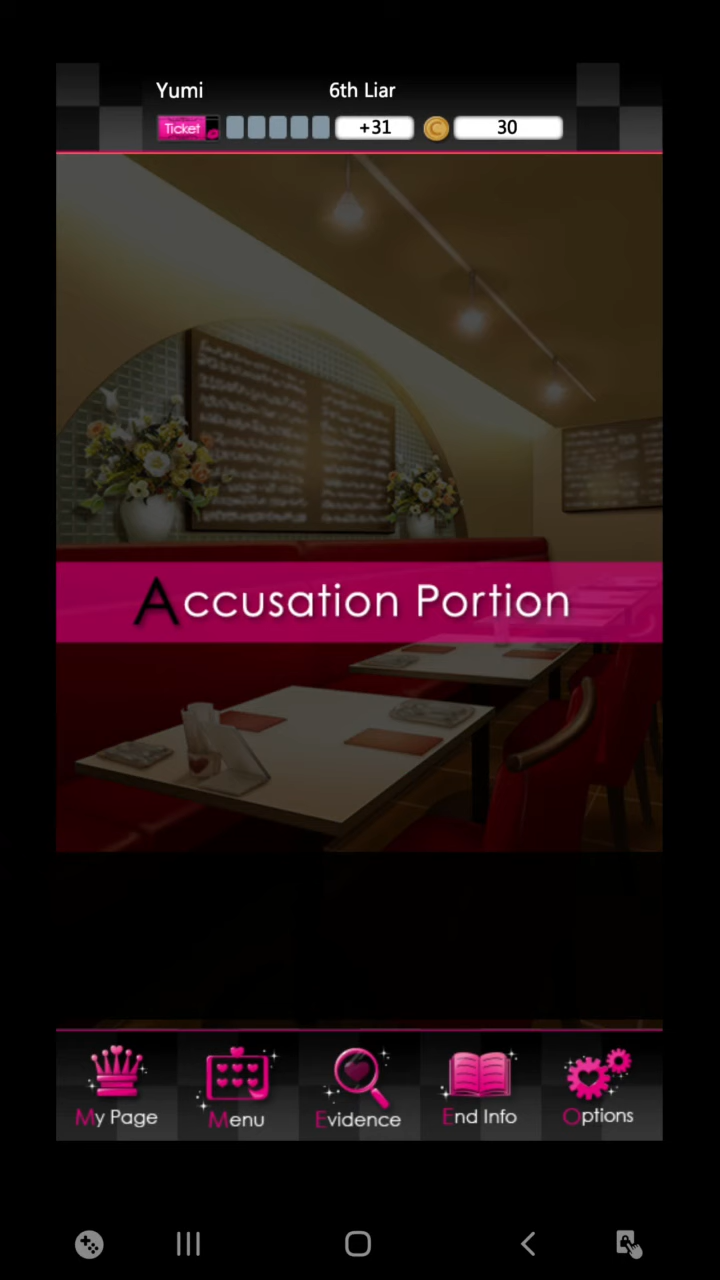 Yumi 6th Liar
Ticket +31 C 30
Accusation Portion
My Page Menu Evidence End Info Options